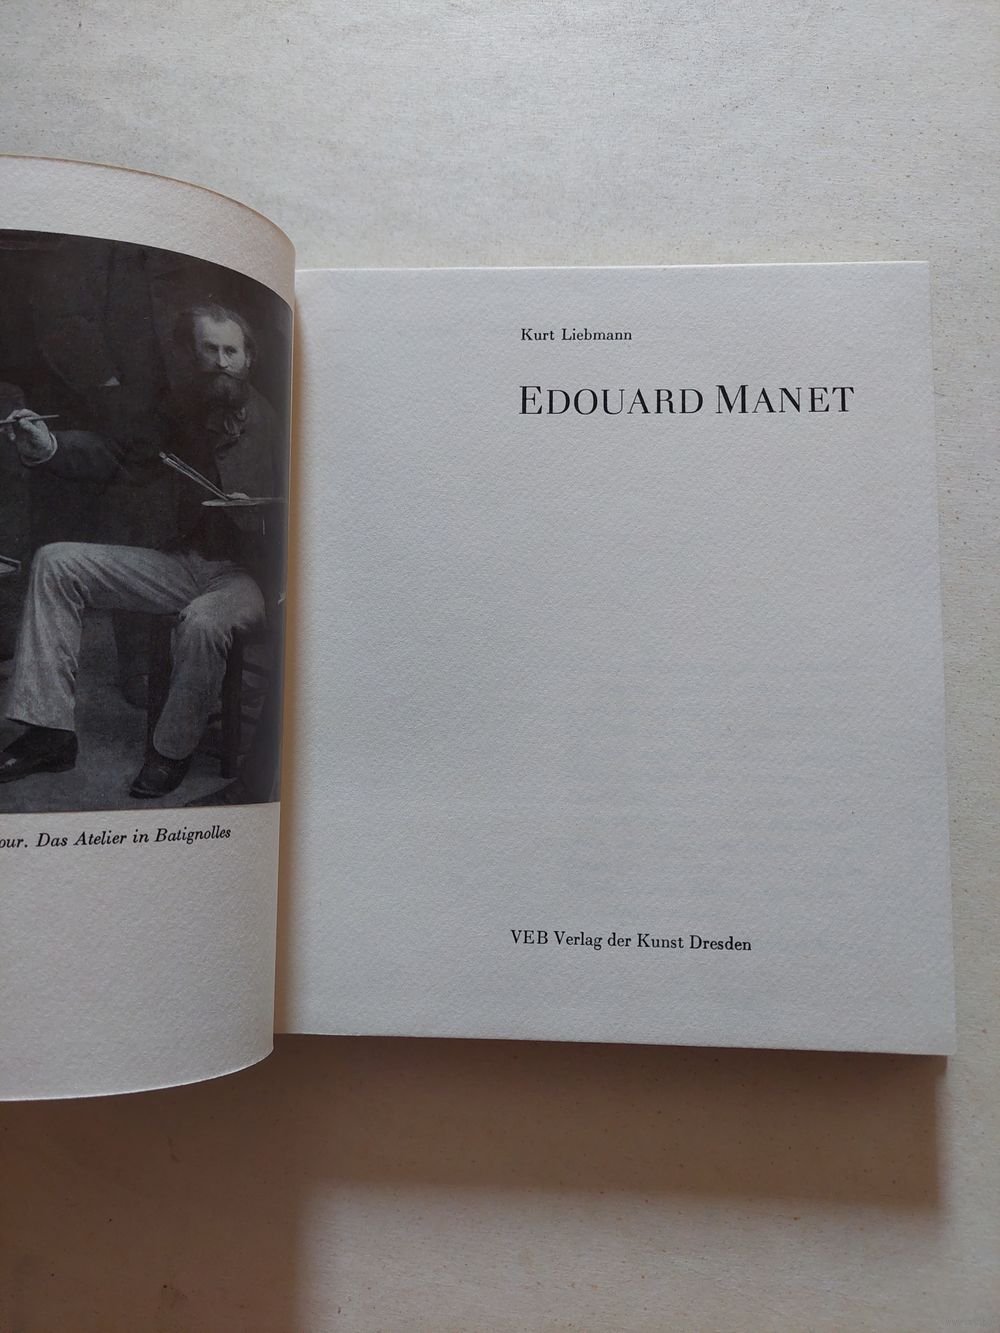 our. Das Atelier in Batignolles
Kurt Liebmann
EDOUARD MANET
VEB Verlag der Kunst Dresden